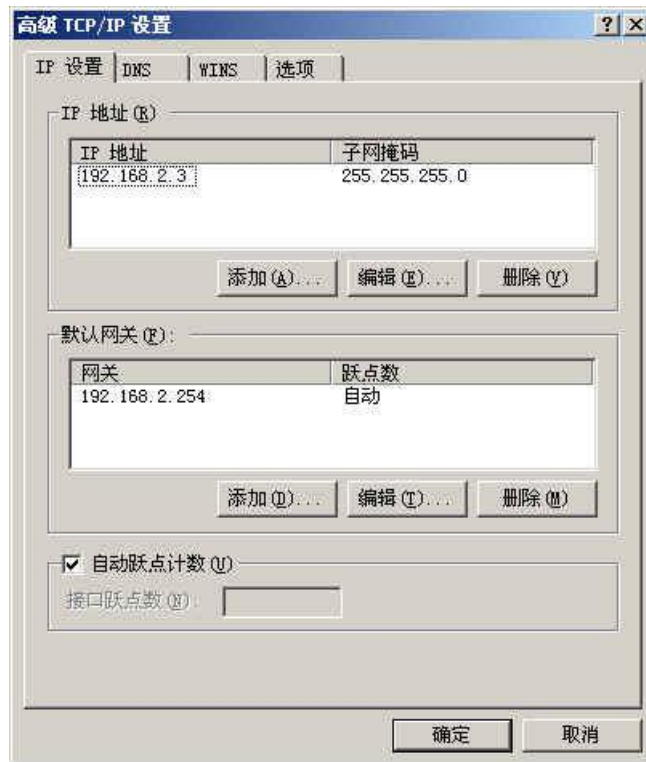 高级 TCP/IP 设置
IP 设置 DNS WINS 选项
IP 地址(R)
IP 地址 子网掩码
192.168.2.3 255.255.255.0
添加(A)... 编辑(E)... 删除(V)
默认网关(F):
网关 跃点数
192.168.2.254 自动
添加(D)... 编辑(T)... 删除(M)
自动跃点计数(U)
接口跃点数(N):
确定 取消